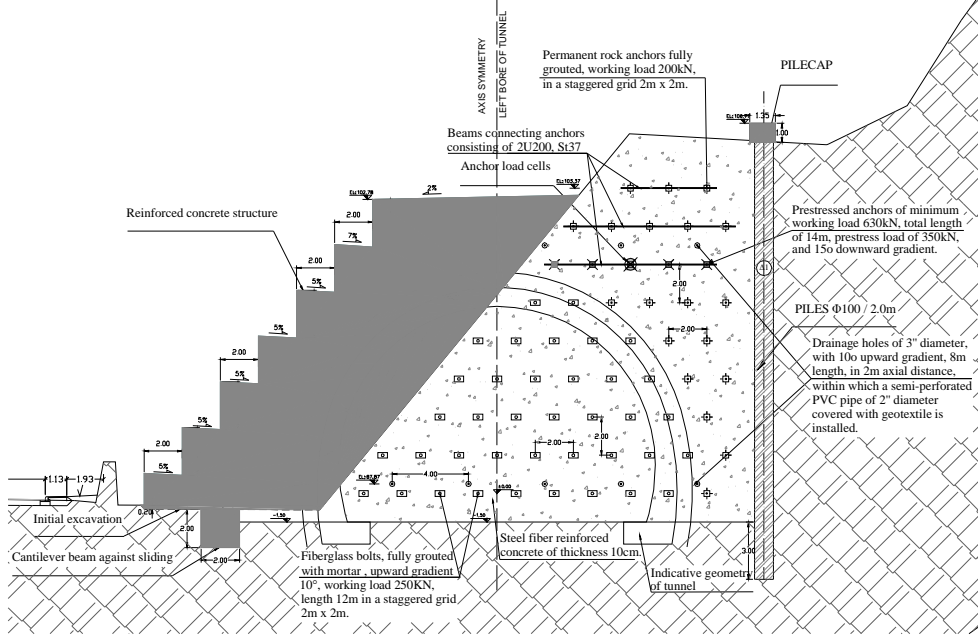 AXIS SYMMETRY
LEFT BORE OF TUNNEL
Permanent rock anchors fully
grouted, working load 200kN,
in a staggered grid 2m x 2m.
PILECAP
1.35
1.00
Beams connecting anchors
consisting of 2U200, St37
Anchor load cells
2%
2.00
7%
Reinforced concrete structure
Prestressed anchors of minimum
working load 630kN, total length
of 14m, prestress load of 350kN,
and 15o downward gradient.
2.00
5%
2.00
PILES Φ100 / 2.0m
5%
2.00
Drainage holes of 3" diameter,
with 10o upward gradient, 8m
length, in 2m axial distance,
within which a semi-perforated
PVC pipe of 2" diameter
covered with geotextile is
installed.
2.00
5%
5%
2.00
2.00
2.00
5%
4.00
1.13
1.93
±0.00
0.20
Initial excavation
-1.50
-1.50
2.00
Cantilever beam against sliding
2.00
Steel fiber reinforced
concrete of thickness 10cm.
3.00
Fiberglass bolts, fully grouted
with mortar , upward gradient
10°, working load 250KN,
length 12m in a staggered grid
2m x 2m.
Indicative geometry
of tunnel